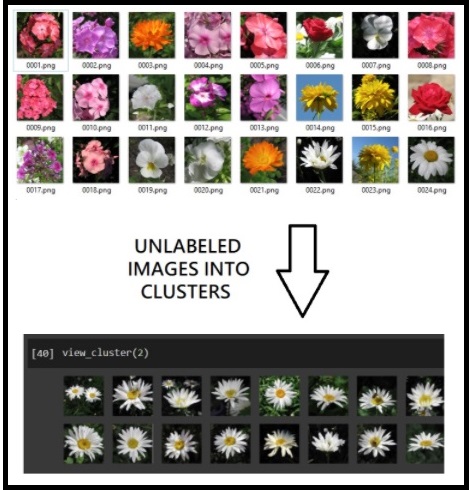 0001.png 0002.png 0003.png 0004.png 0005.png 0006.png 0007.png 0008.png
0009.png 0010.png 0011.png 0012.png 0013.png 0014.png 0015.png 0016.png
0017.png 0018.png 0019.png 0020.png 0021.png 0022.png 0023.png 0024.png
UNLABELED
IMAGES INTO
CLUSTERS
[40] view_cluster(2)